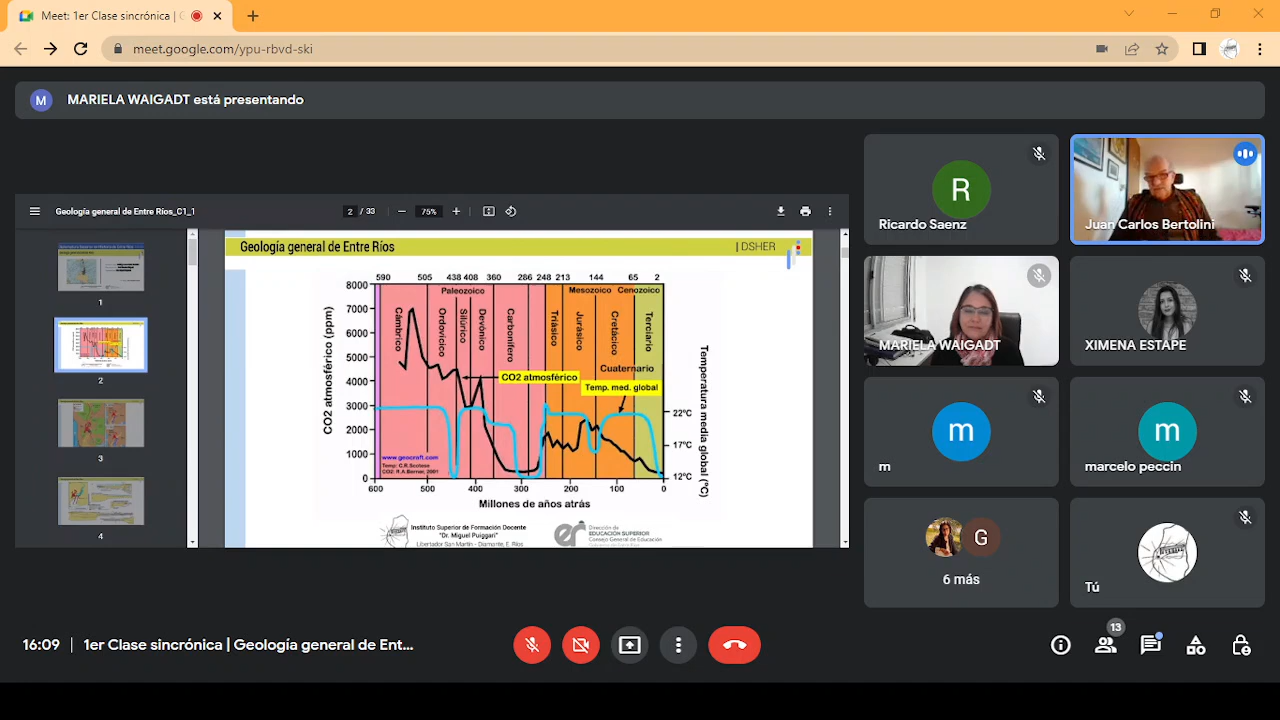 Meet: 1er Clase sincrónica | G
meet.google.com/ypu-rbvd-ski
M MARIELA WAIGADT está presentando
Geología general de Entre Ríos_C1_1
2 / 33
75%
1
2
3
4
Geología general de Entre Ríos
| DSHER
590 505 438 408 360 286 248 213 144 65 2
8000
7000
6000
5000
4000
3000
2000
1000
0
CO2 atmosférico (ppm)
Paleozoico
Mesozoico
Cenozoico
Cámbrico
Ordovícico
Silúrico
Devónico
Carbonífero
Triásico
Jurásico
Cretácico
Terciario
Cuaternario
CO2 atmosférico
Temp. med. global
22ºC
17ºC
12ºC
Temperatura media global (ºC)
www.geocraft.com
Temp: C.R.Scotese
CO2: R.A.Berner, 2001
600 500 400 300 200 100 0
Millones de años atrás
Instituto Superior de Formación Docente
"Dr. Miguel Puiggari"
Libertador San Martín - Diamante, E. Ríos
er
Dirección de
EDUCACIÓN SUPERIOR
Consejo General de Educación
R
Ricardo Saenz
Juan Carlos Bertolini
MARIELA WAIGADT
XIMENA ESTAPE
m
m
m
marcelo peccin
G
6 más
Tú
16:09 | 1er Clase sincrónica | Geología general de Ent...
13